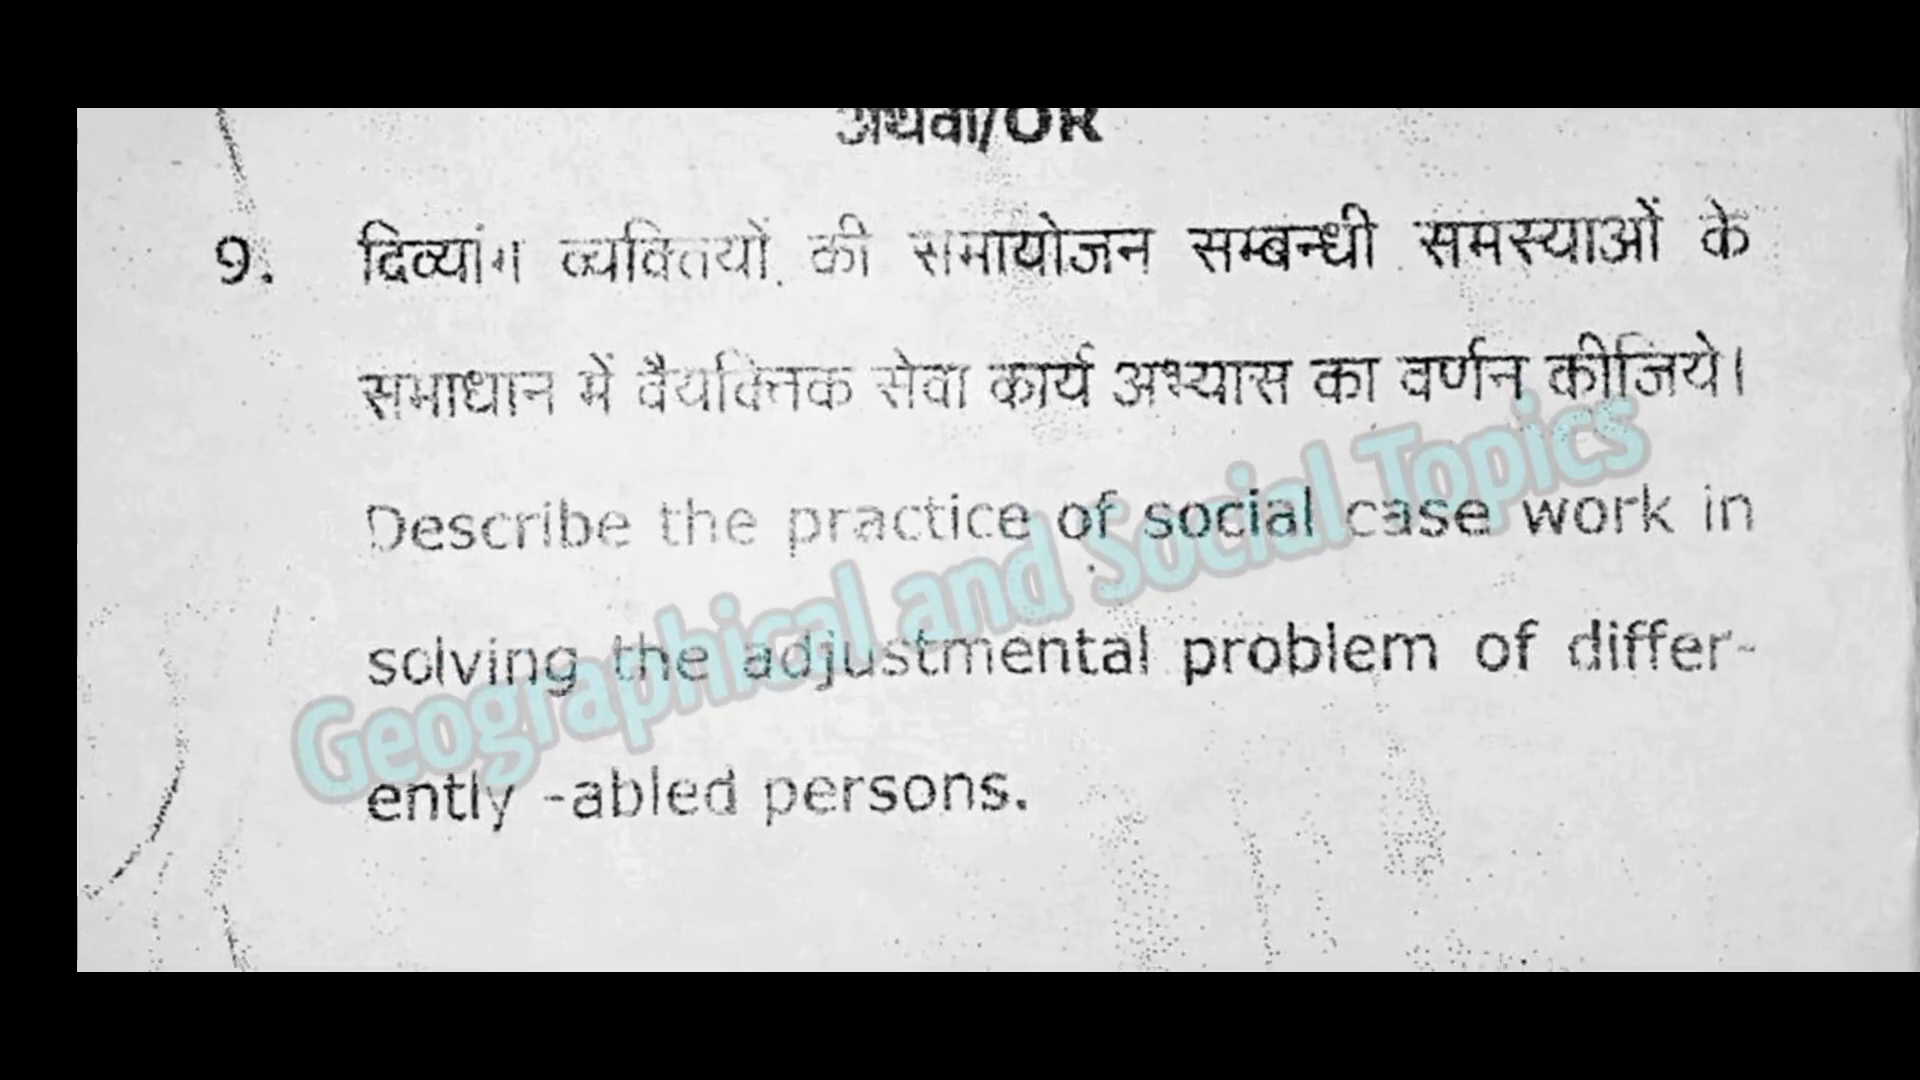 अथवा/OR
9. दिव्यांग व्यक्तियों की समायोजन सम्बन्धी समस्याओं के
समाधान में वैयक्तिक सेवा कार्य अभ्यास का वर्णन कीजिये।
Describe the practice of social case work in
solving the adjustmental problem of differ-
ently -abled persons.
Geographical and Social Topics